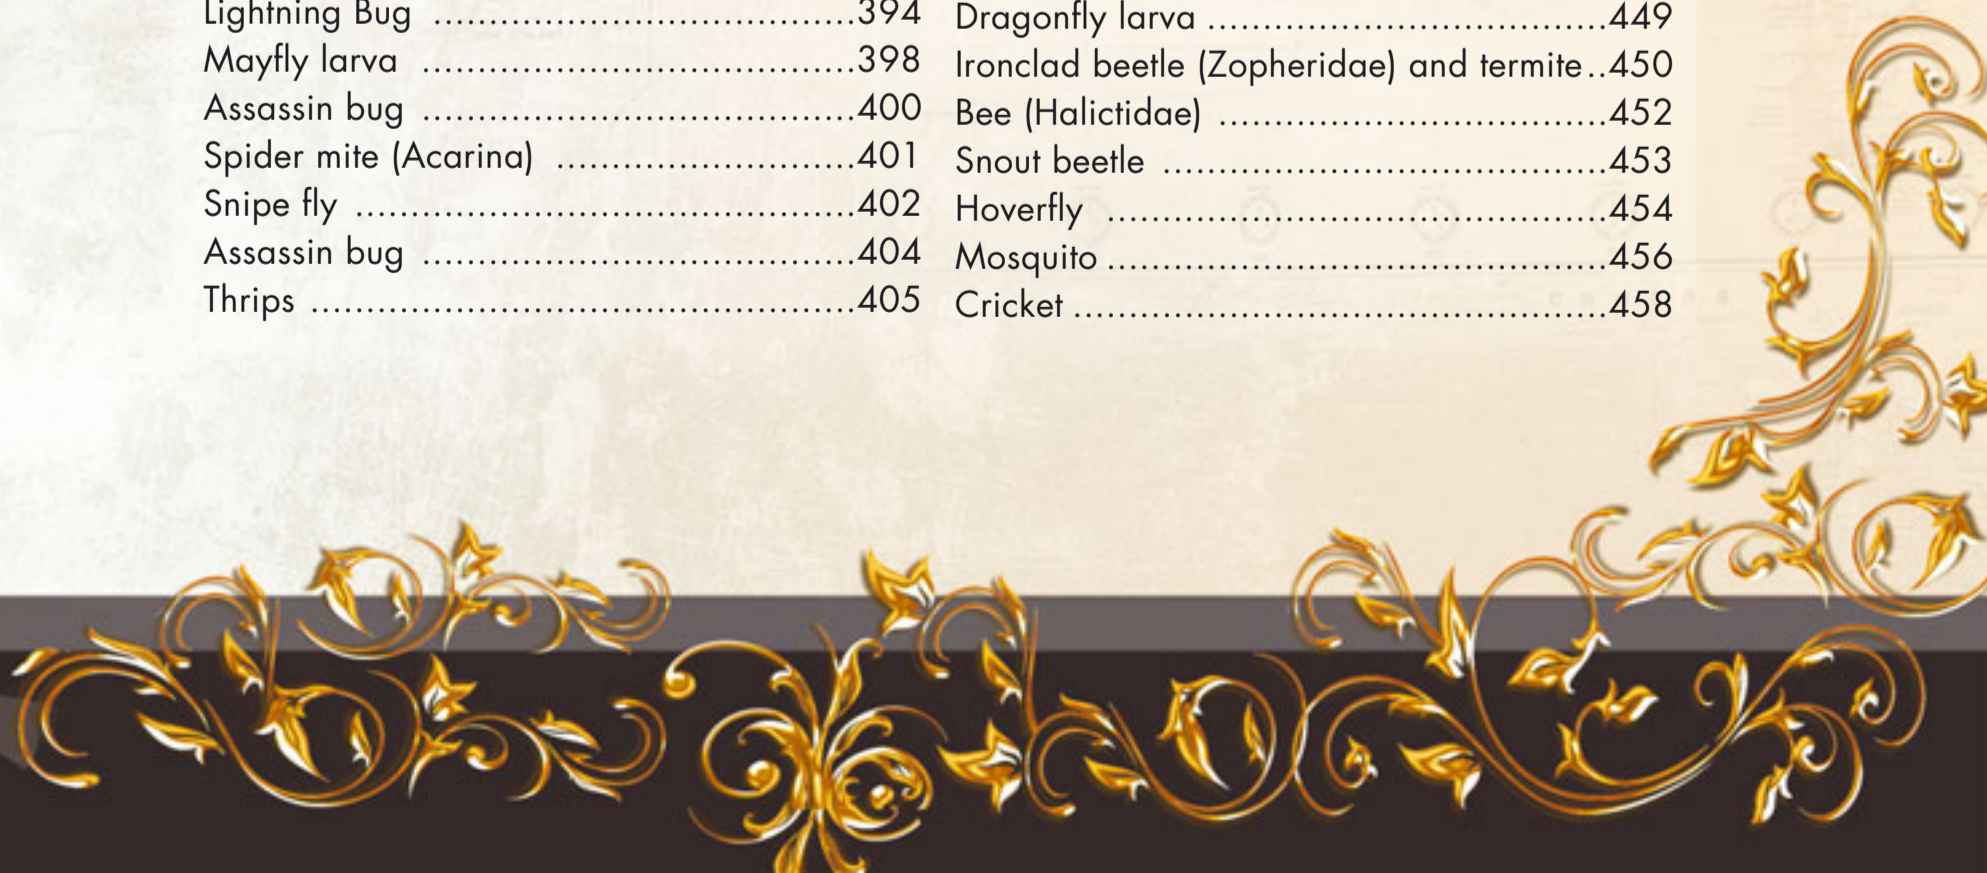 Lightning Bug ..........................................394
Mayfly larva ...........................................398
Assassin bug ...........................................400
Spider mite (Acarina) ..............................401
Snipe fly ..................................................402
Assassin bug ...........................................404
Thrips .......................................................405
Dragonfly larva ........................................449
Ironclad beetle (Zopheridae) and termite..450
Bee (Halictidae) .......................................452
Snout beetle .............................................453
Hoverfly ...................................................454
Mosquito ..................................................456
Cricket ......................................................458